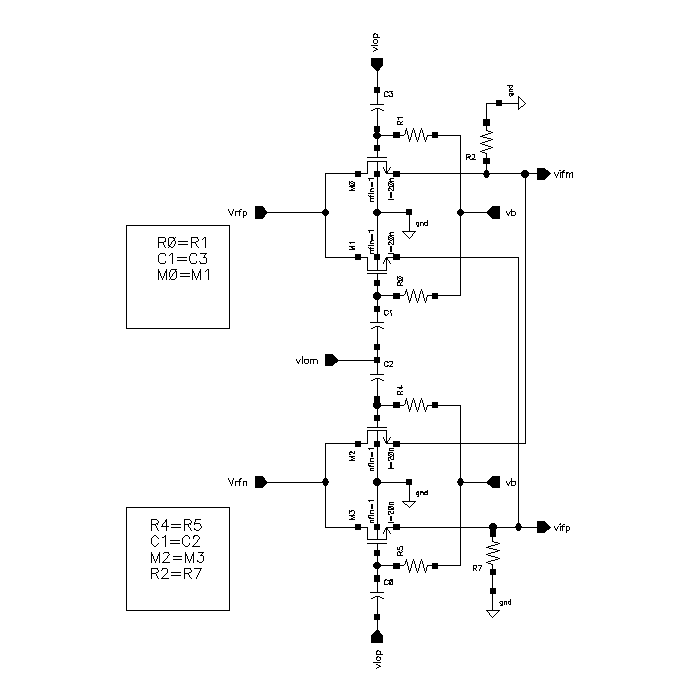 vlop
C3
gnd
R1
R2
M0
nfin=1
l=20n
vifm
Vrfp
gnd
vb
R0=R1
C1=C3
M0=M1
M1
nfin=1
l=20n
R0
C1
vlom
C2
R4
M2
nfin=1
l=20n
Vrfn
gnd
vb
R4=R5
C1=C2
M2=M3
R2=R7
M3
nfin=1
l=20n
vifp
R5
R7
C0
gnd
vlop